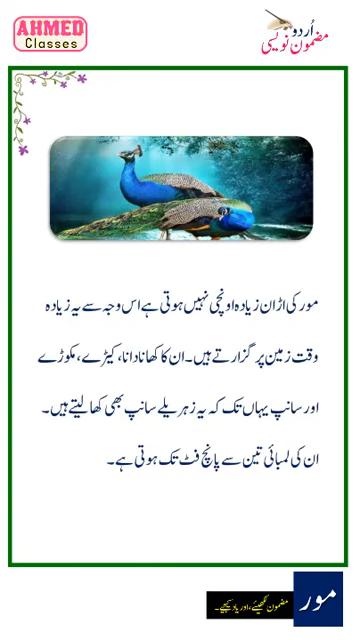 AHMED
Classes
اُردو
مضمون نویسی
مور کی اڑان زیادہ اونچی نہیں ہوتی ہے اس وجہ سے یہ زیادہ
وقت زمین پر گزارتے ہیں۔ ان کا کھانا دانا، کیڑے، مکوڑے
اور سانپ یہاں تک کہ یہ زہریلے سانپ بھی کھا لیتے ہیں۔
ان کی لمبائی تین سے پانچ فٹ تک ہوتی ہے۔
مور
مضمون لکھیئے، اور یاد کیجیے۔